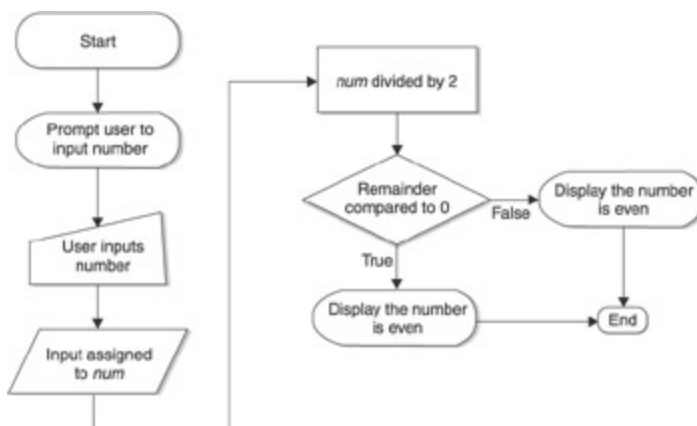 Start
Prompt user to
input number
User inputs
number
Input assigned
to num
num divided by 2
Remainder
compared to 0
False
True
Display the number
is even
Display the number
is even
End